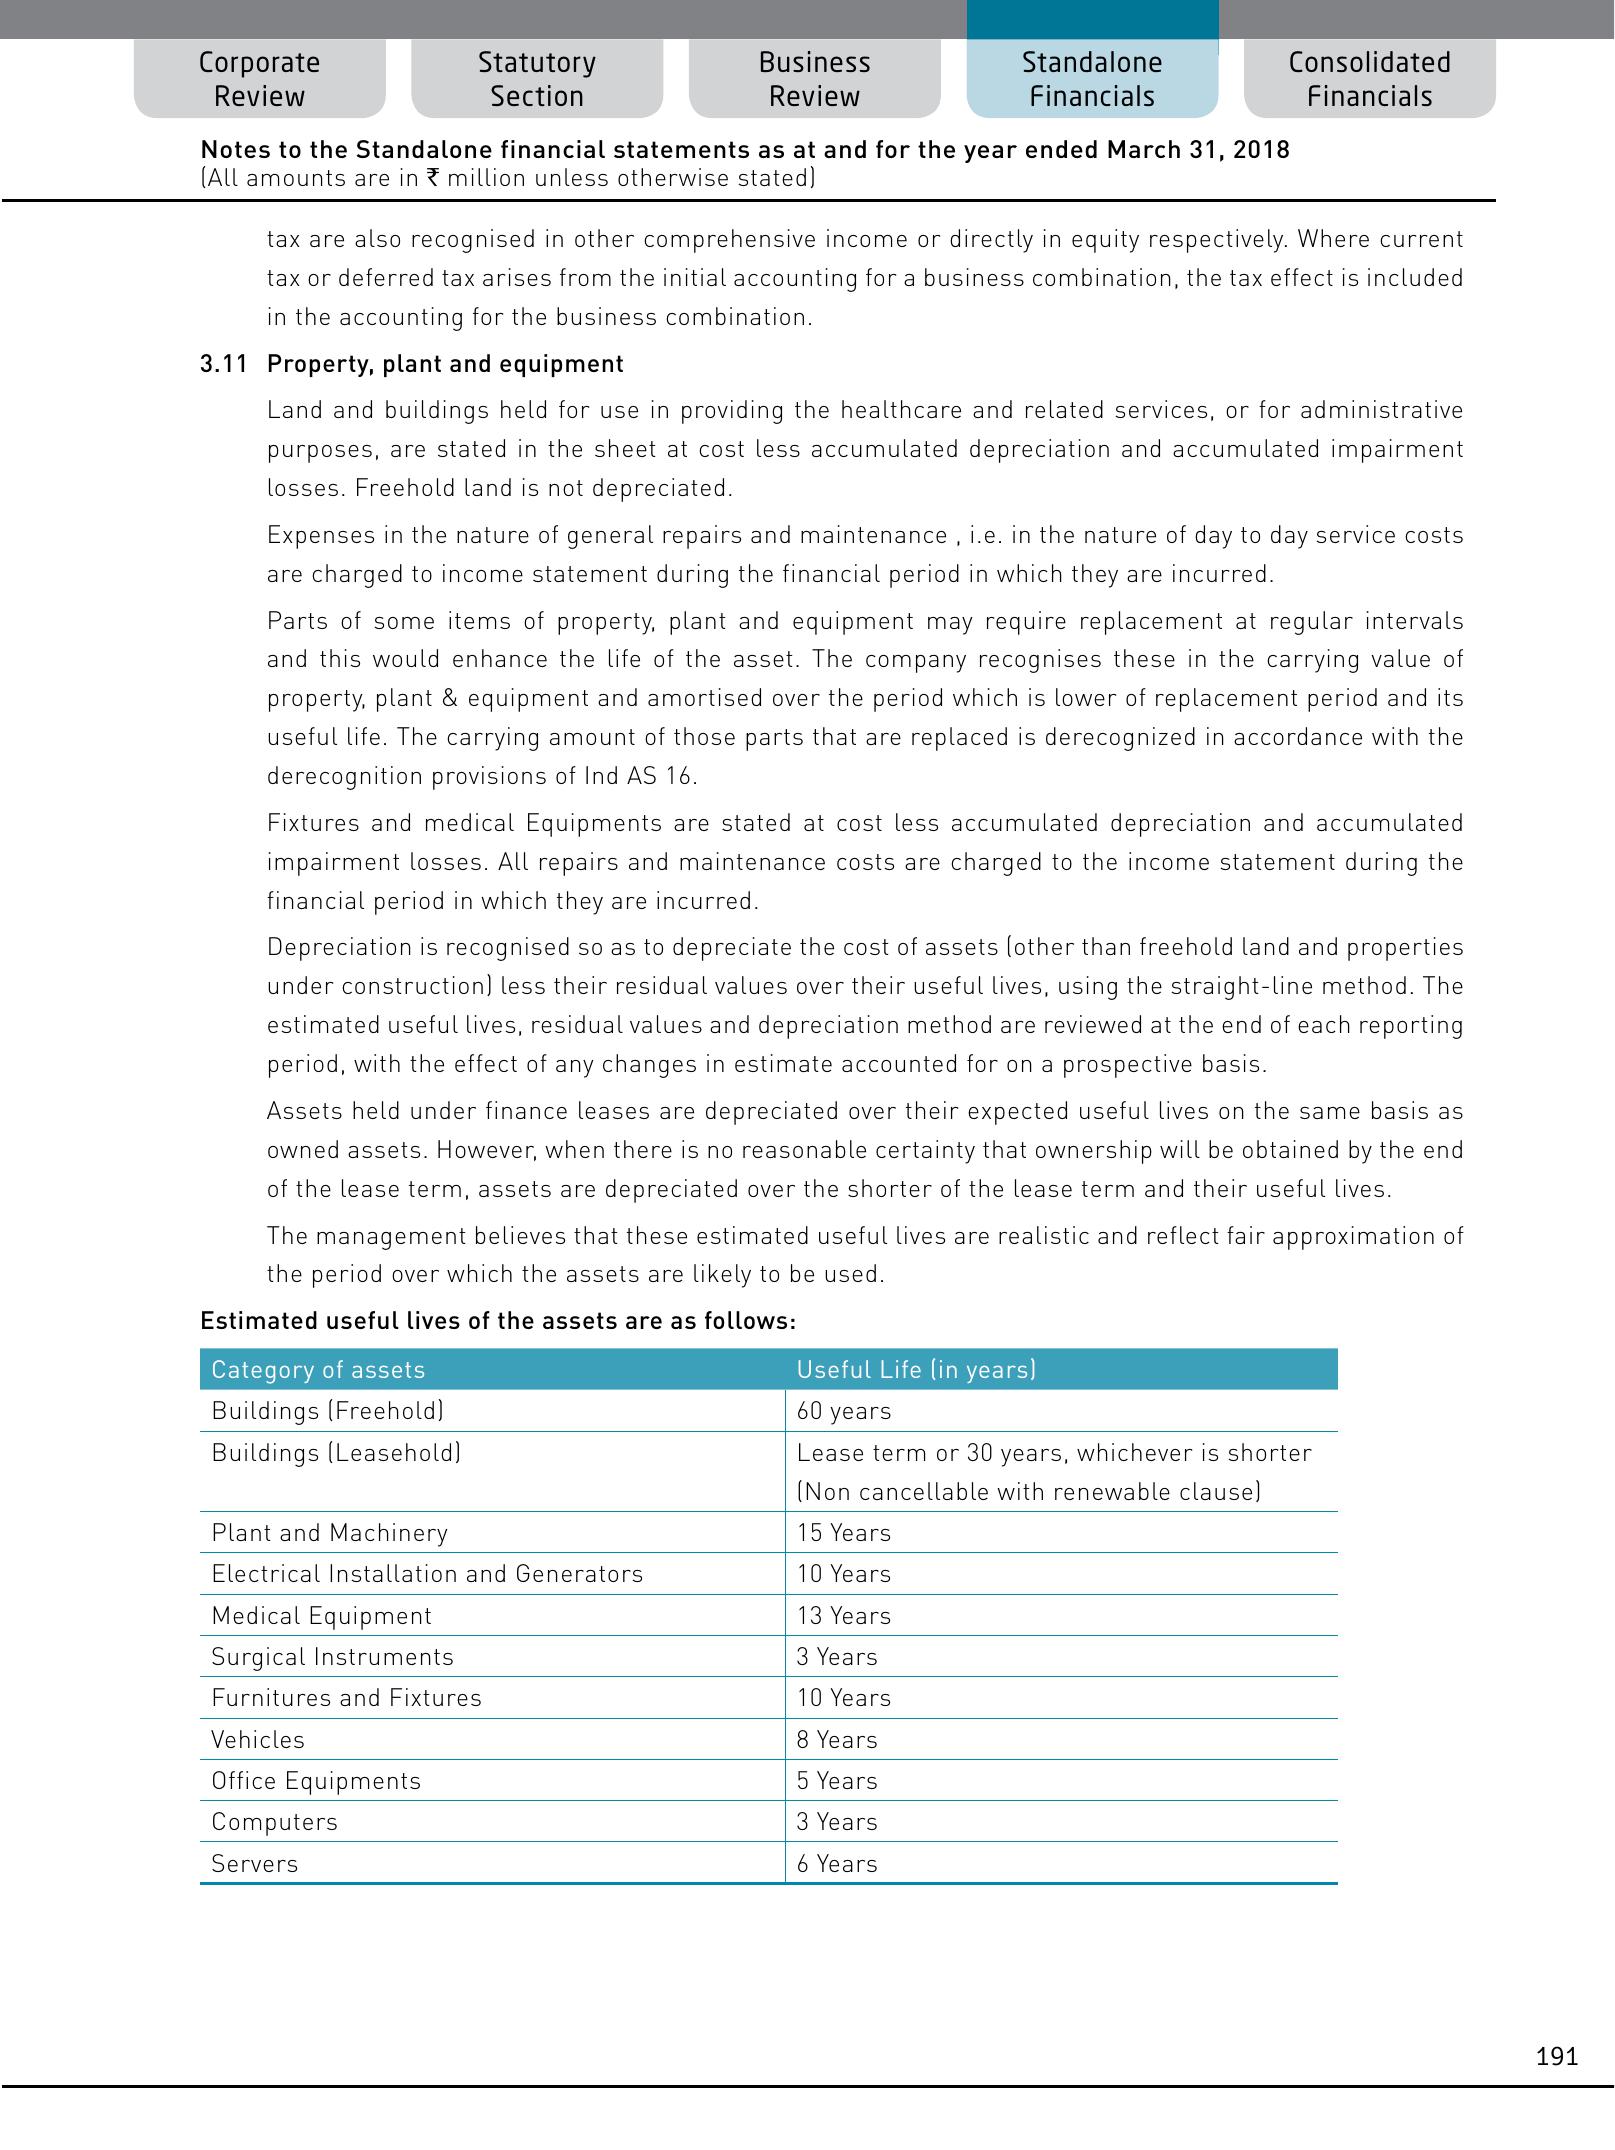 Corporate
Review
Statutory
Section
Business
Review
Standalone
Financials
Consolidated
Financials
Notes to the Standalone financial statements as at and for the year ended March 31, 2018
(All amounts are in ₹ million unless otherwise stated)
tax are also recognised in other comprehensive income or directly in equity respectively. Where current
tax or deferred tax arises from the initial accounting for a business combination, the tax effect is included
in the accounting for the business combination.
3.11 Property, plant and equipment
Land and buildings held for use in providing the healthcare and related services, or for administrative
purposes, are stated in the sheet at cost less accumulated depreciation and accumulated impairment
losses. Freehold land is not depreciated.
Expenses in the nature of general repairs and maintenance , i.e. in the nature of day to day service costs
are charged to income statement during the financial period in which they are incurred.
Parts of some items of property, plant and equipment may require replacement at regular intervals
and this would enhance the life of the asset. The company recognises these in the carrying value of
property, plant & equipment and amortised over the period which is lower of replacement period and its
useful life. The carrying amount of those parts that are replaced is derecognized in accordance with the
derecognition provisions of Ind AS 16.
Fixtures and medical Equipments are stated at cost less accumulated depreciation and accumulated
impairment losses. All repairs and maintenance costs are charged to the income statement during the
financial period in which they are incurred.
Depreciation is recognised so as to depreciate the cost of assets (other than freehold land and properties
under construction) less their residual values over their useful lives, using the straight-line method. The
estimated useful lives, residual values and depreciation method are reviewed at the end of each reporting
period, with the effect of any changes in estimate accounted for on a prospective basis.
Assets held under finance leases are depreciated over their expected useful lives on the same basis as
owned assets. However, when there is no reasonable certainty that ownership will be obtained by the end
of the lease term, assets are depreciated over the shorter of the lease term and their useful lives.
The management believes that these estimated useful lives are realistic and reflect fair approximation of
the period over which the assets are likely to be used.
Estimated useful lives of the assets are as follows:
Category of assets Useful Life (in years)
Buildings (Freehold) 60 years
Buildings (Leasehold) Lease term or 30 years, whichever is shorter
(Non cancellable with renewable clause)
Plant and Machinery 15 Years
Electrical Installation and Generators 10 Years
Medical Equipment 13 Years
Surgical Instruments 3 Years
Furnitures and Fixtures 10 Years
Vehicles 8 Years
Office Equipments 5 Years
Computers 3 Years
Servers 6 Years
191